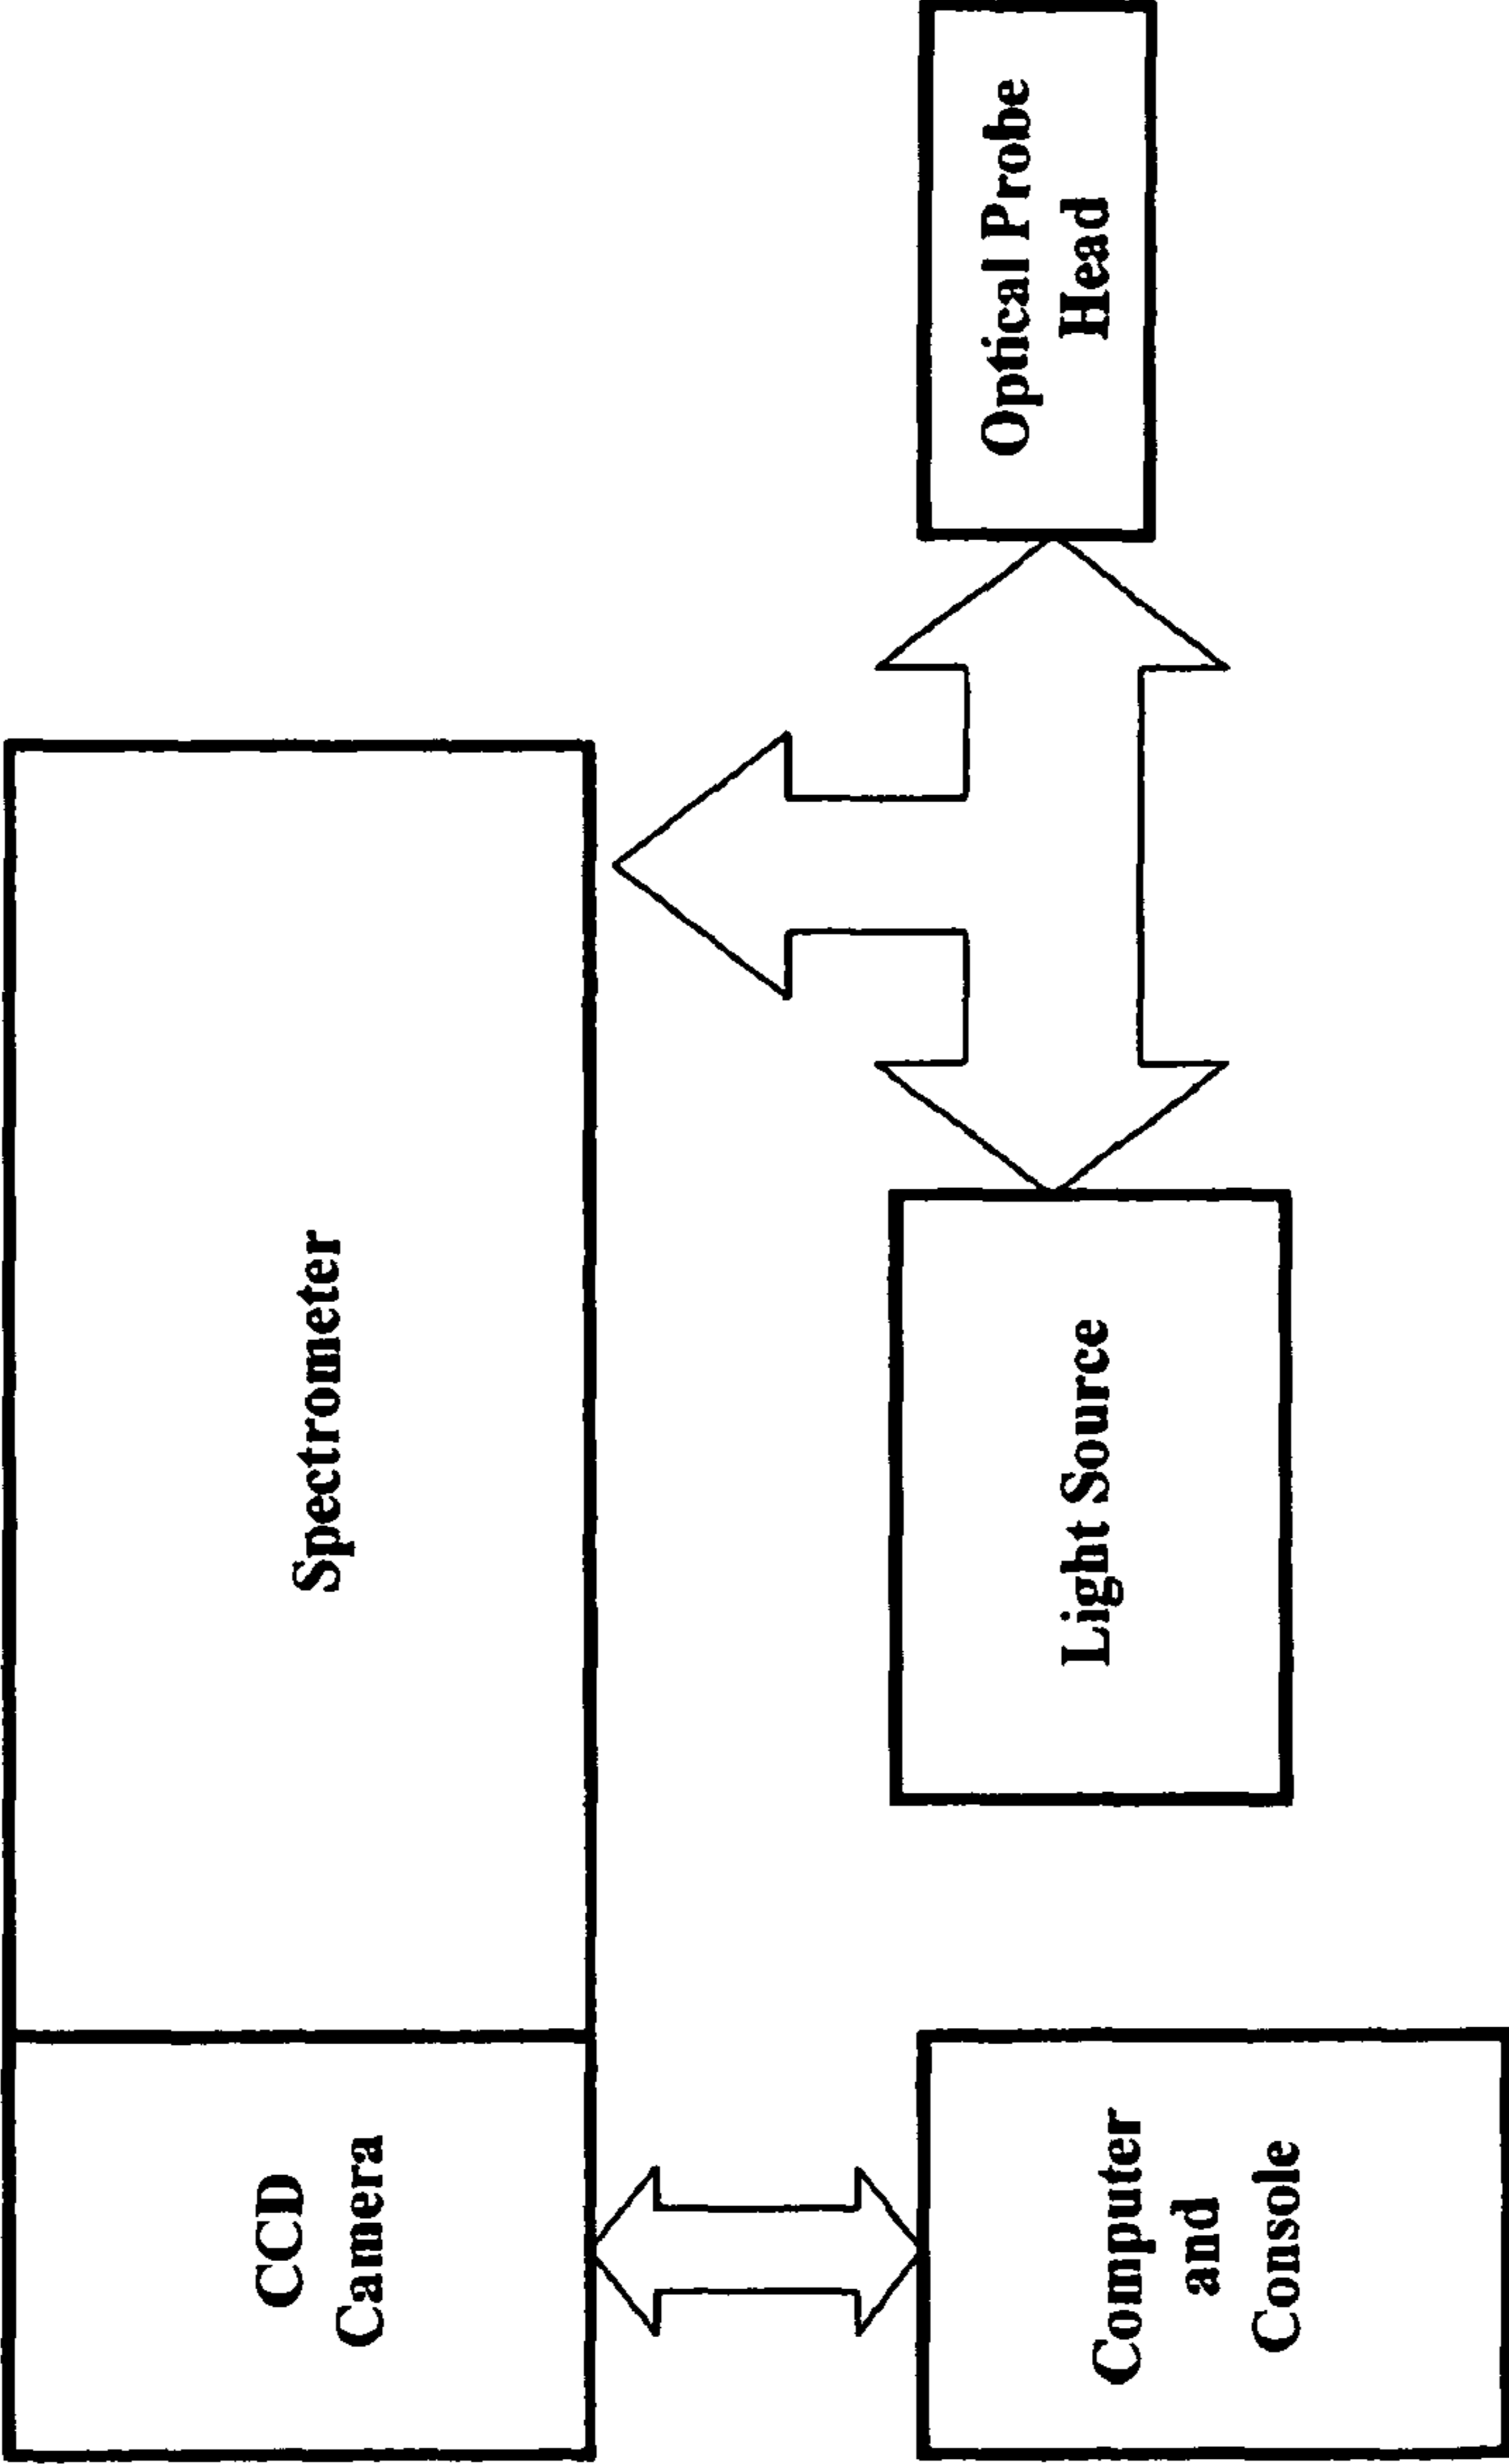 CCD
Camera
Spectrometer
Computer
and
Console
Light Source
Optical Probe
Head